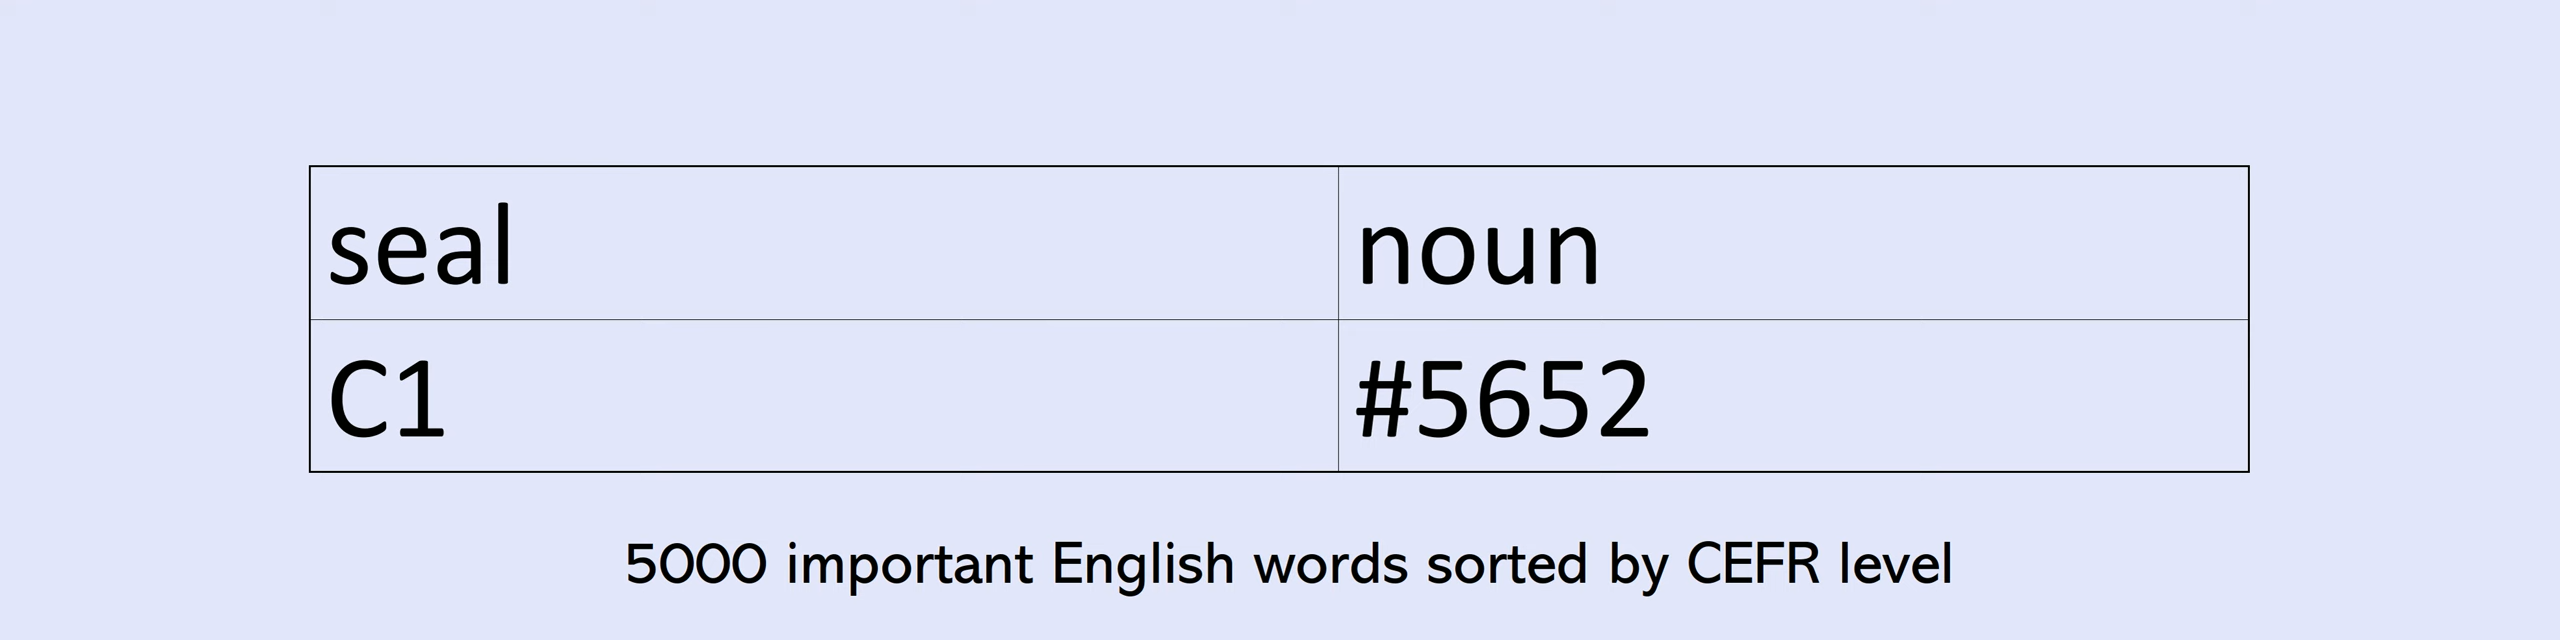 seal noun
C1 #5652
5000 important English words sorted by CEFR level